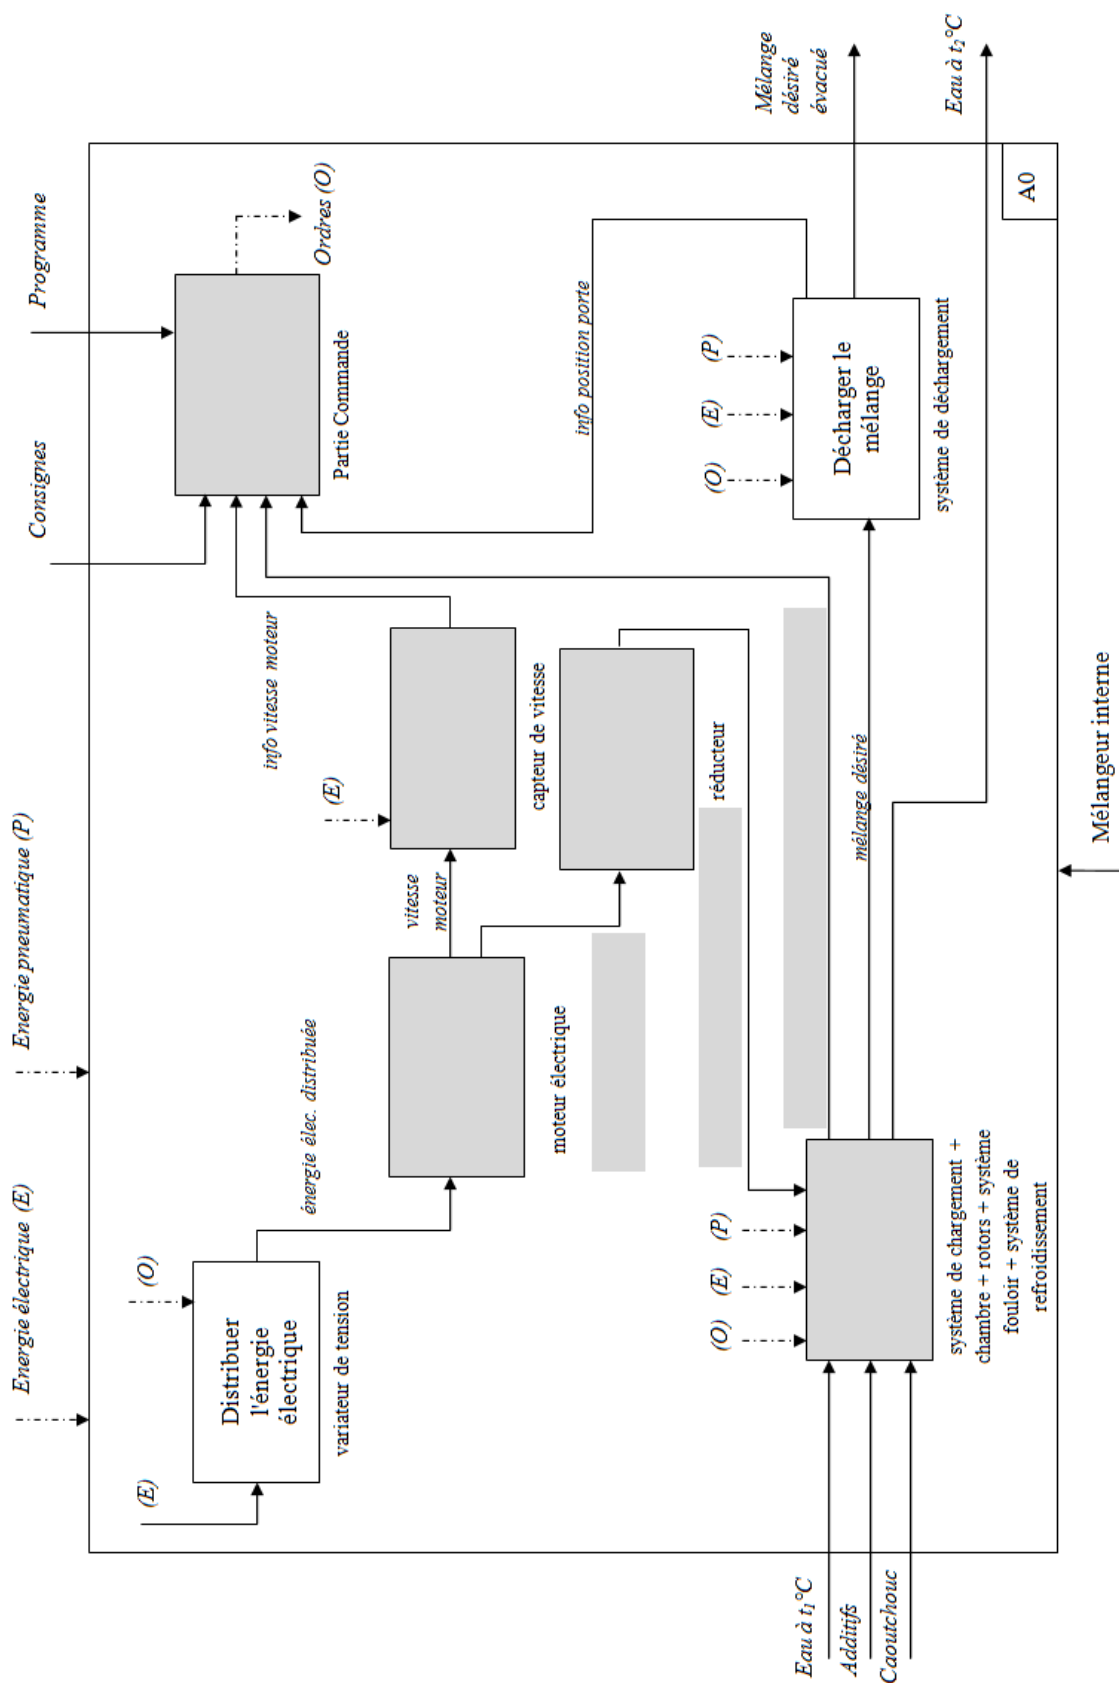 Energie électrique (E)
Energie pneumatique (P)
Consignes
Programme
(E)
(O)
Distribuer
l'énergie
électrique
variateur de tension
énergie élec. distribuée
moteur électrique
vitesse
moteur
(E)
info vitesse moteur
capteur de vitesse
réducteur
Partie Commande
Ordres (O)
info position porte
(O)
(E)
(P)
système de chargement +
chambre + rotors + système
fouloir + système de
refroidissement
mélange désiré
(O)
(E)
(P)
Décharger le
mélange
système de déchargement
Eau à t1°C
Additifs
Caoutchouc
Mélange
désiré
évacué
Eau à t2°C
A0
Mélangeur interne